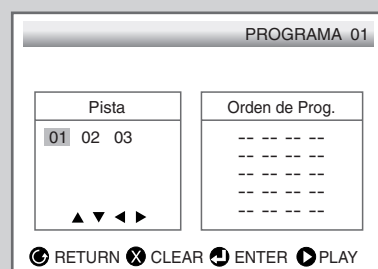 PROGRAMA 01
Pista
Orden de Prog.
01 02 03
-- -- -- --
-- -- -- --
-- -- -- --
-- -- -- --
-- -- -- --
RETURN X CLEAR ENTER PLAY